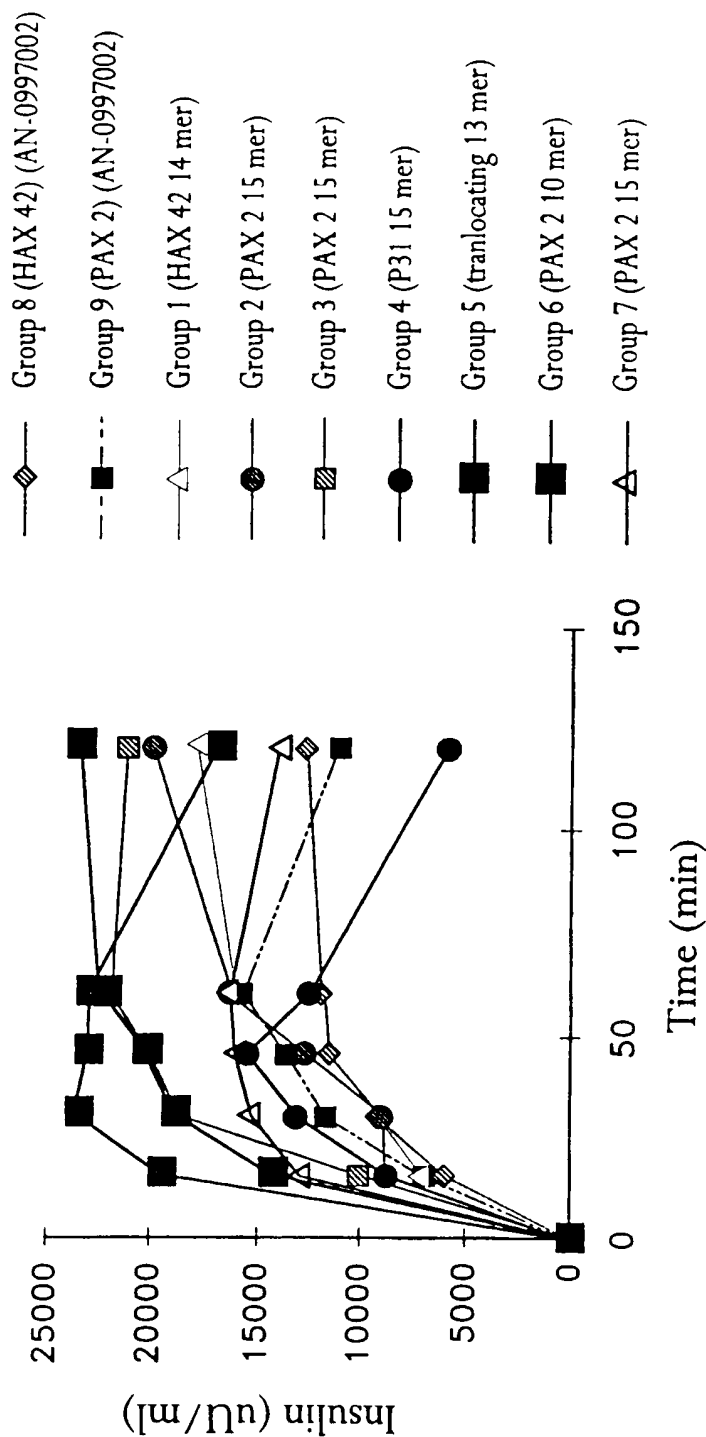 Insulin (uU/ml)
25000
20000
15000
10000
5000
0
0
50
100
150
Time (min)
Group 8 (HAX 42) (AN-0997002)
Group 9 (PAX 2) (AN-0997002)
Group 1 (HAX 42 14 mer)
Group 2 (PAX 2 15 mer)
Group 3 (PAX 2 15 mer)
Group 4 (P31 15 mer)
Group 5 (tranlocating 13 mer)
Group 6 (PAX 2 10 mer)
Group 7 (PAX 2 15 mer)